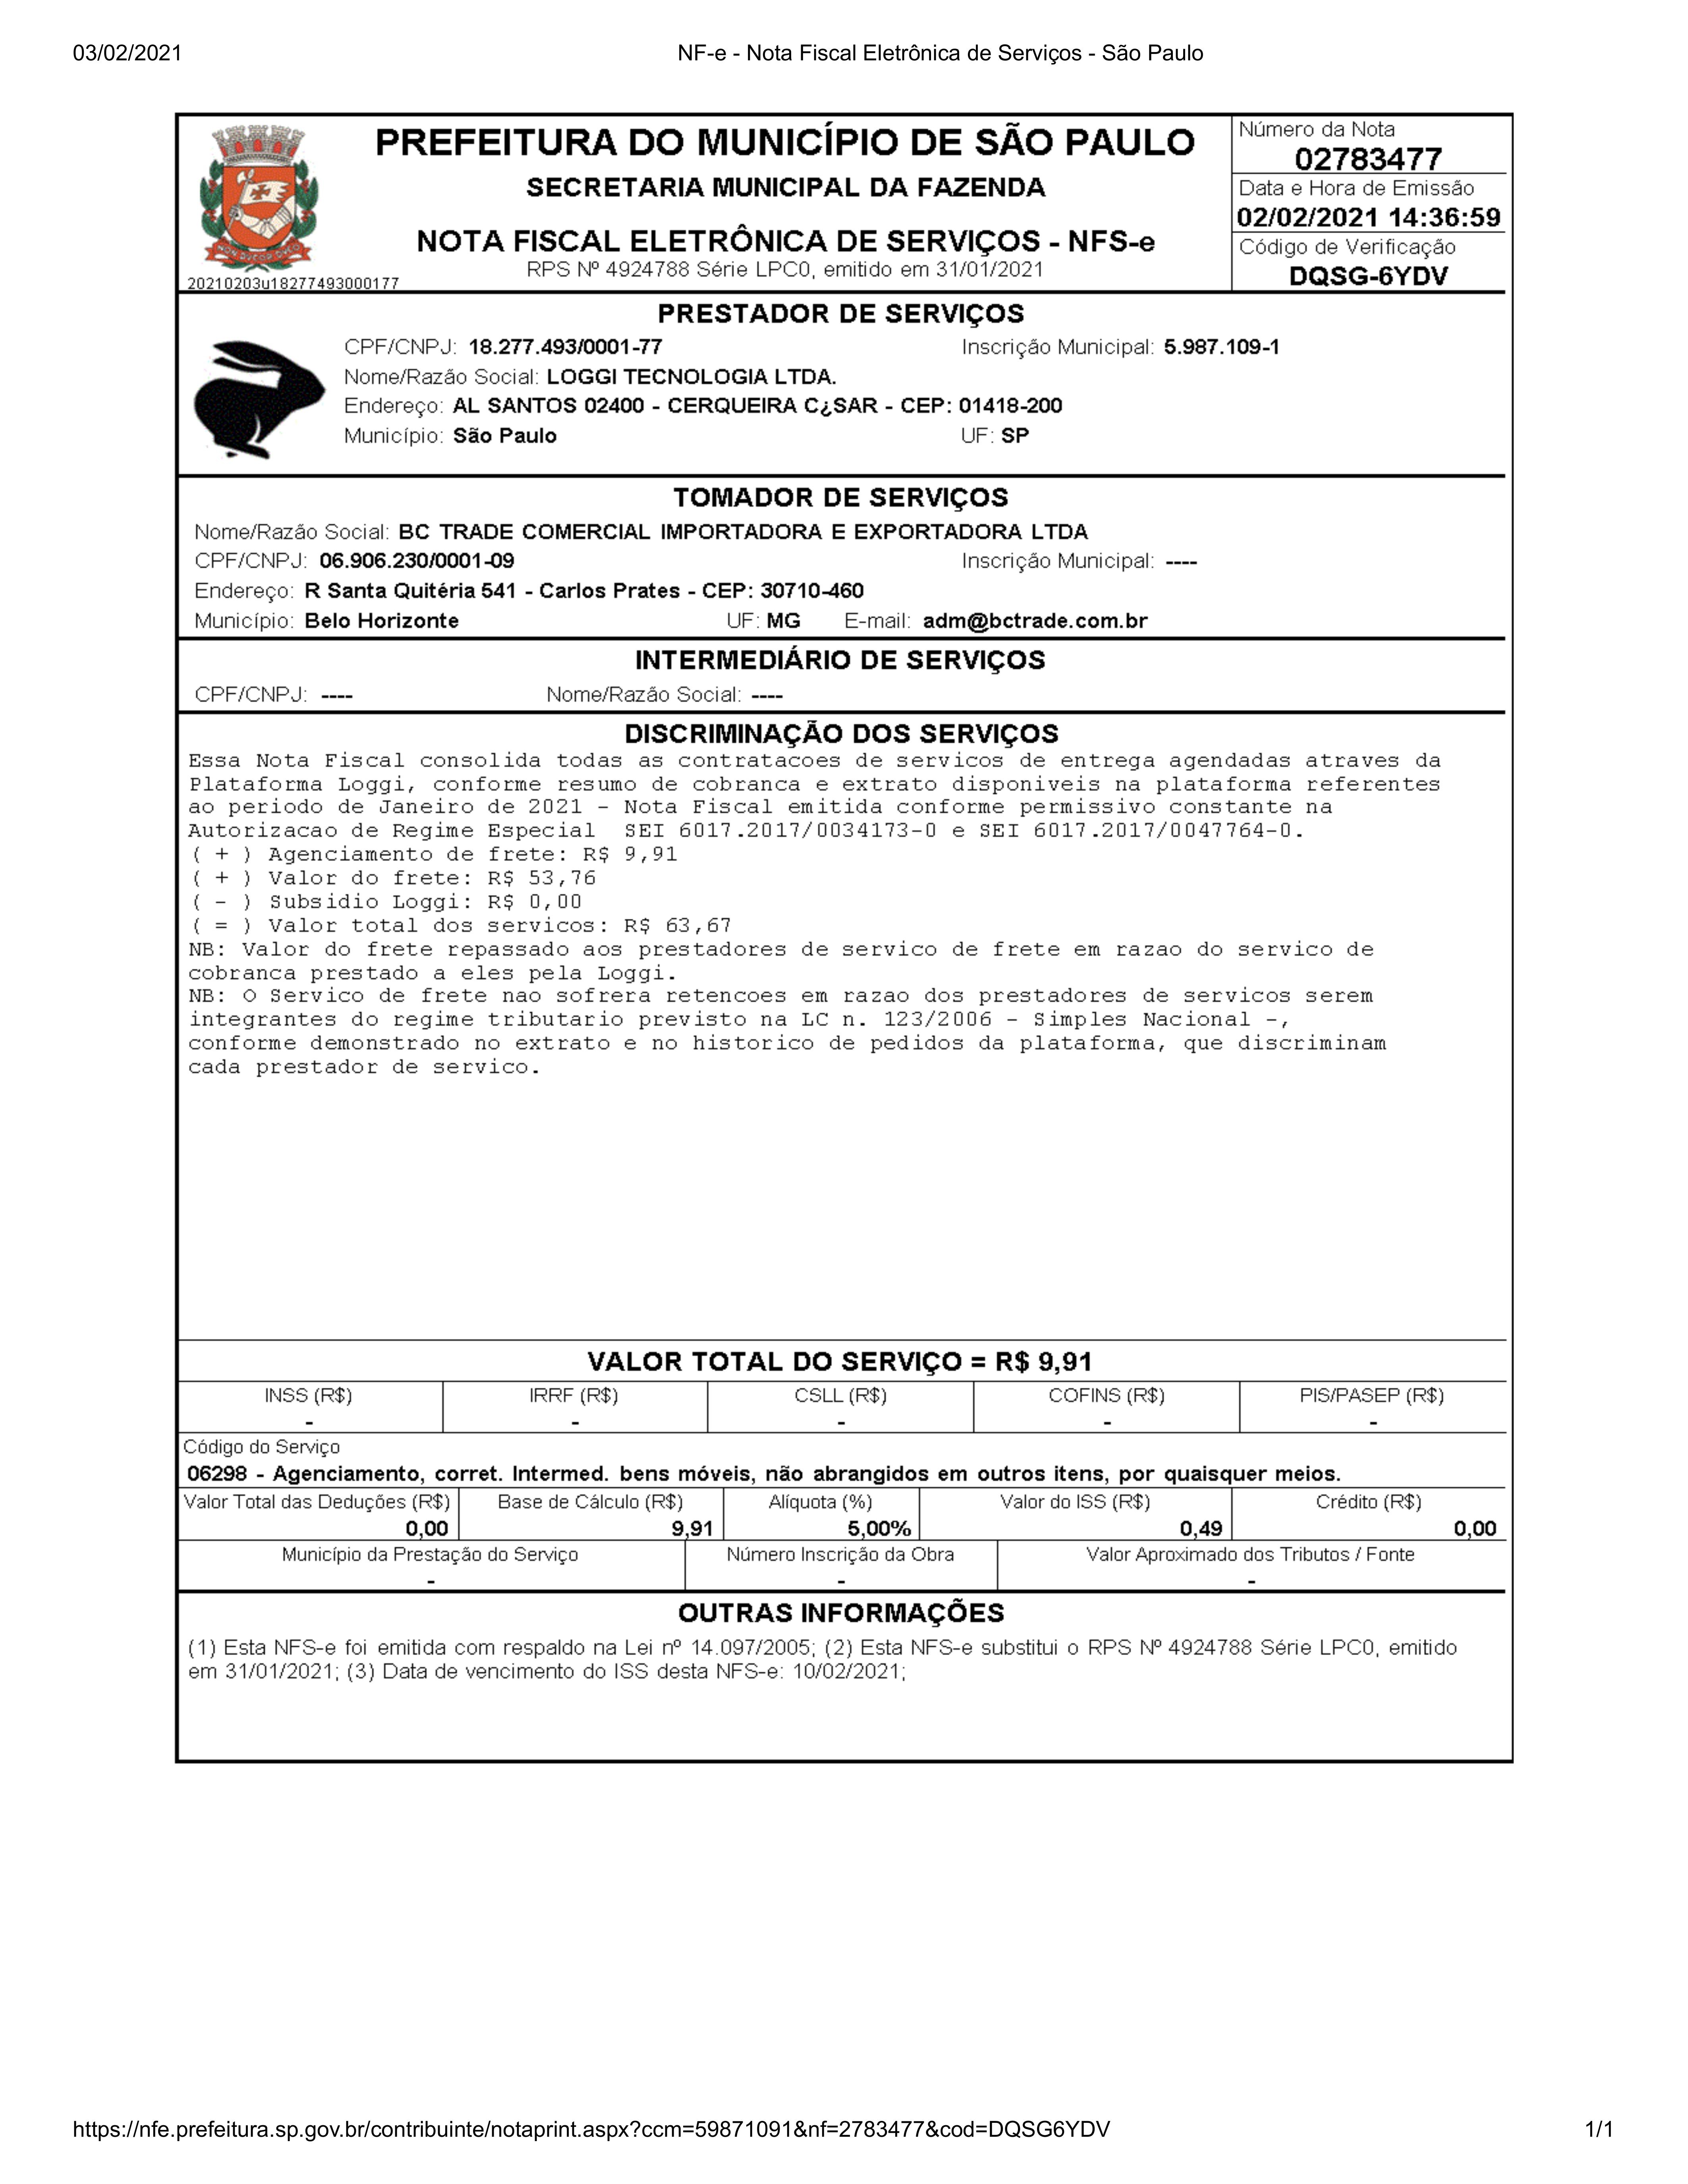 03/02/2021 NF-e - Nota Fiscal Eletrônica de Serviços - São Paulo
PREFEITURA DO MUNICÍPIO DE SÃO PAULO
SECRETARIA MUNICIPAL DA FAZENDA
NOTA FISCAL ELETRÔNICA DE SERVIÇOS - NFS-e
RPS Nº 4924788 Série LPC0, emitido em 31/01/2021
20210203u18277493000177
Número da Nota
02783477
Data e Hora de Emissão
02/02/2021 14:36:59
Código de Verificação
DQSG-6YDV
PRESTADOR DE SERVIÇOS
CPF/CNPJ: 18.277.493/0001-77 Inscrição Municipal: 5.987.109-1
Nome/Razão Social: LOGGI TECNOLOGIA LTDA.
Endereço: AL SANTOS 02400 - CERQUEIRA C¿SAR - CEP: 01418-200
Município: São Paulo UF: SP
TOMADOR DE SERVIÇOS
Nome/Razão Social: BC TRADE COMERCIAL IMPORTADORA E EXPORTADORA LTDA
CPF/CNPJ: 06.906.230/0001-09 Inscrição Municipal: ----
Endereço: R Santa Quitéria 541 - Carlos Prates - CEP: 30710-460
Município: Belo Horizonte UF: MG E-mail: adm@bctrade.com.br
INTERMEDIÁRIO DE SERVIÇOS
CPF/CNPJ: ---- Nome/Razão Social: ----
DISCRIMINAÇÃO DOS SERVIÇOS
Essa Nota Fiscal consolida todas as contratacoes de servicos de entrega agendadas atraves da
Plataforma Loggi, conforme resumo de cobranca e extrato disponiveis na plataforma referentes
ao periodo de Janeiro de 2021 - Nota Fiscal emitida conforme permissivo constante na
Autorizacao de Regime Especial  SEI 6017.2017/0034173-0 e SEI 6017.2017/0047764-0.
( + ) Agenciamento de frete: R$ 9,91
( + ) Valor do frete: R$ 53,76
( - ) Subsidio Loggi: R$ 0,00
( = ) Valor total dos servicos: R$ 63,67
NB: Valor do frete repassado aos prestadores de servico de frete em razao do servico de
cobranca prestado a eles pela Loggi.
NB: O Servico de frete nao sofrera retencoes em razao dos prestadores de servicos serem
integrantes do regime tributario previsto na LC n. 123/2006 - Simples Nacional -,
conforme demonstrado no extrato e no historico de pedidos da plataforma, que discriminam
cada prestador de servico.
VALOR TOTAL DO SERVIÇO = R$ 9,91
INSS (R$) IRRF (R$) CSLL (R$) COFINS (R$) PIS/PASEP (R$)
- - - - -
Código do Serviço
06298 - Agenciamento, corret. Intermed. bens móveis, não abrangidos em outros itens, por quaisquer meios.
Valor Total das Deduções (R$) Base de Cálculo (R$) Alíquota (%) Valor do ISS (R$) Crédito (R$)
0,00 9,91 5,00% 0,49 0,00
Município da Prestação do Serviço Número Inscrição da Obra Valor Aproximado dos Tributos / Fonte
- - -
OUTRAS INFORMAÇÕES
(1) Esta NFS-e foi emitida com respaldo na Lei nº 14.097/2005; (2) Esta NFS-e substitui o RPS Nº 4924788 Série LPC0, emitido
em 31/01/2021; (3) Data de vencimento do ISS desta NFS-e: 10/02/2021;
https://nfe.prefeitura.sp.gov.br/contribuinte/notaprint.aspx?ccm=59871091&nf=2783477&cod=DQSG6YDV 1/1